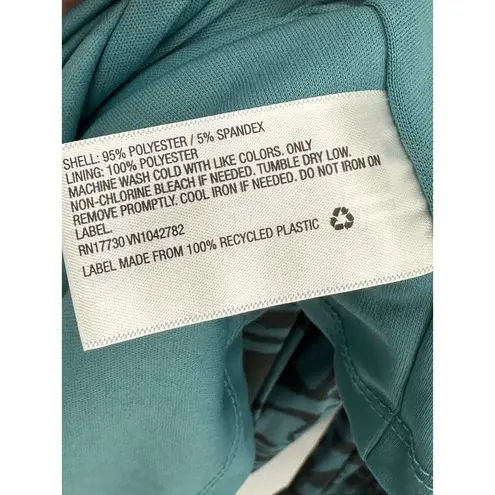 SHELL: 95% POLYESTER / 5% SPANDEX
LINING: 100% POLYESTER
MACHINE WASH COLD WITH LIKE COLORS. ONLY
NON-CHLORINE BLEACH IF NEEDED. TUMBLE DRY LOW.
REMOVE PROMPTLY. COOL IRON IF NEEDED. DO NOT IRON ON
LABEL.
RN17730 VN1042782
LABEL MADE FROM 100% RECYCLED PLASTIC